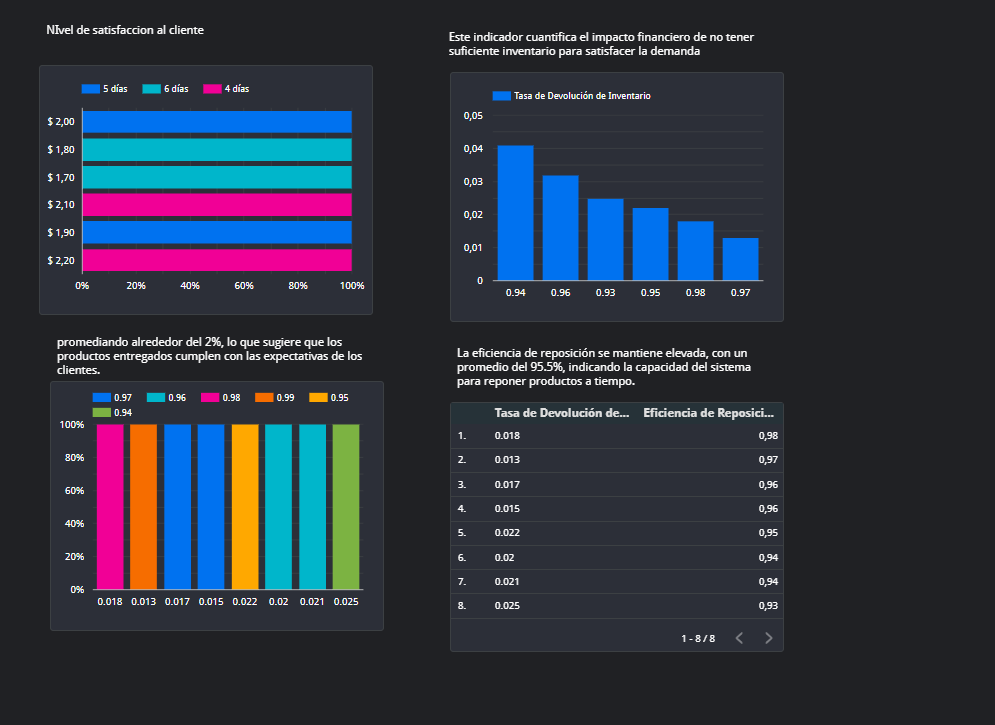 NIvel de satisfaccion al cliente
5 días 6 días 4 días
$ 2,00
$ 1,80
$ 1,70
$ 2,10
$ 1,90
$ 2,20
0% 20% 40% 60% 80% 100%
Este indicador cuantifica el impacto financiero de no tener
suficiente inventario para satisfacer la demanda
Tasa de Devolución de Inventario
0,05
0,04
0,03
0,02
0,01
0
0.94 0.96 0.93 0.95 0.98 0.97
promediando alrededor del 2%, lo que sugiere que los
productos entregados cumplen con las expectativas de los
clientes.
0.97 0.96 0.98 0.99 0.95
0.94
100%
80%
60%
40%
20%
0%
0.018 0.013 0.017 0.015 0.022 0.02 0.021 0.025
La eficiencia de reposición se mantiene elevada, con un
promedio del 95.5%, indicando la capacidad del sistema
para reponer productos a tiempo.
Tasa de Devolución de... Eficiencia de Reposici...
1. 0.018 0,98
2. 0.013 0,97
3. 0.017 0,96
4. 0.015 0,96
5. 0.022 0,95
6. 0.02 0,94
7. 0.021 0,94
8. 0.025 0,93
1 - 8 / 8